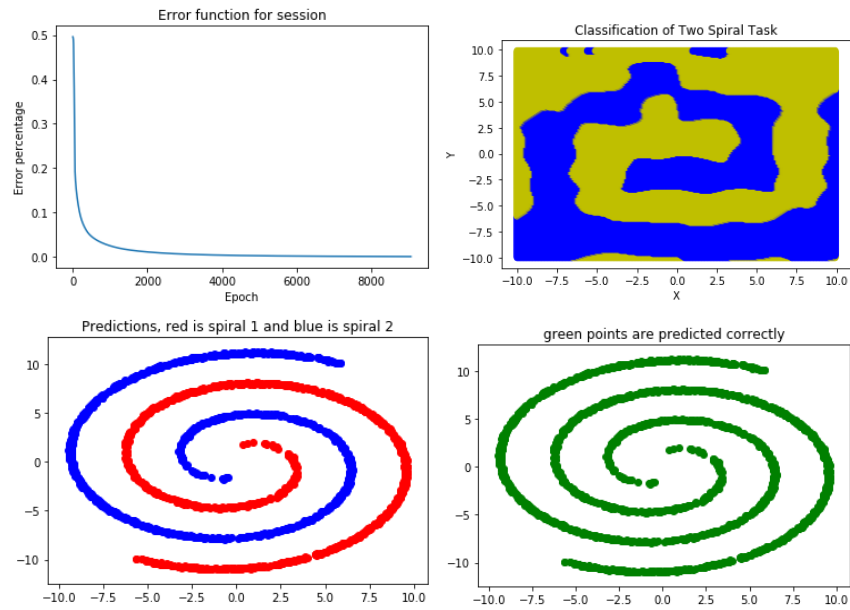 Error function for session
0.5
0.4
0.3
0.2
0.1
0.0
Error percentage
0 2000 4000 6000 8000
Epoch
Classification of Two Spiral Task
10.0
7.5
5.0
2.5
0.0
−2.5
−5.0
−7.5
−10.0
Y
−10.0 −7.5 −5.0 −2.5 0.0 2.5 5.0 7.5 10.0
X
Predictions, red is spiral 1 and blue is spiral 2
10
5
0
−5
−10
−10.0 −7.5 −5.0 −2.5 0.0 2.5 5.0 7.5 10.0
green points are predicted correctly
10
5
0
−5
−10
−10.0 −7.5 −5.0 −2.5 0.0 2.5 5.0 7.5 10.0